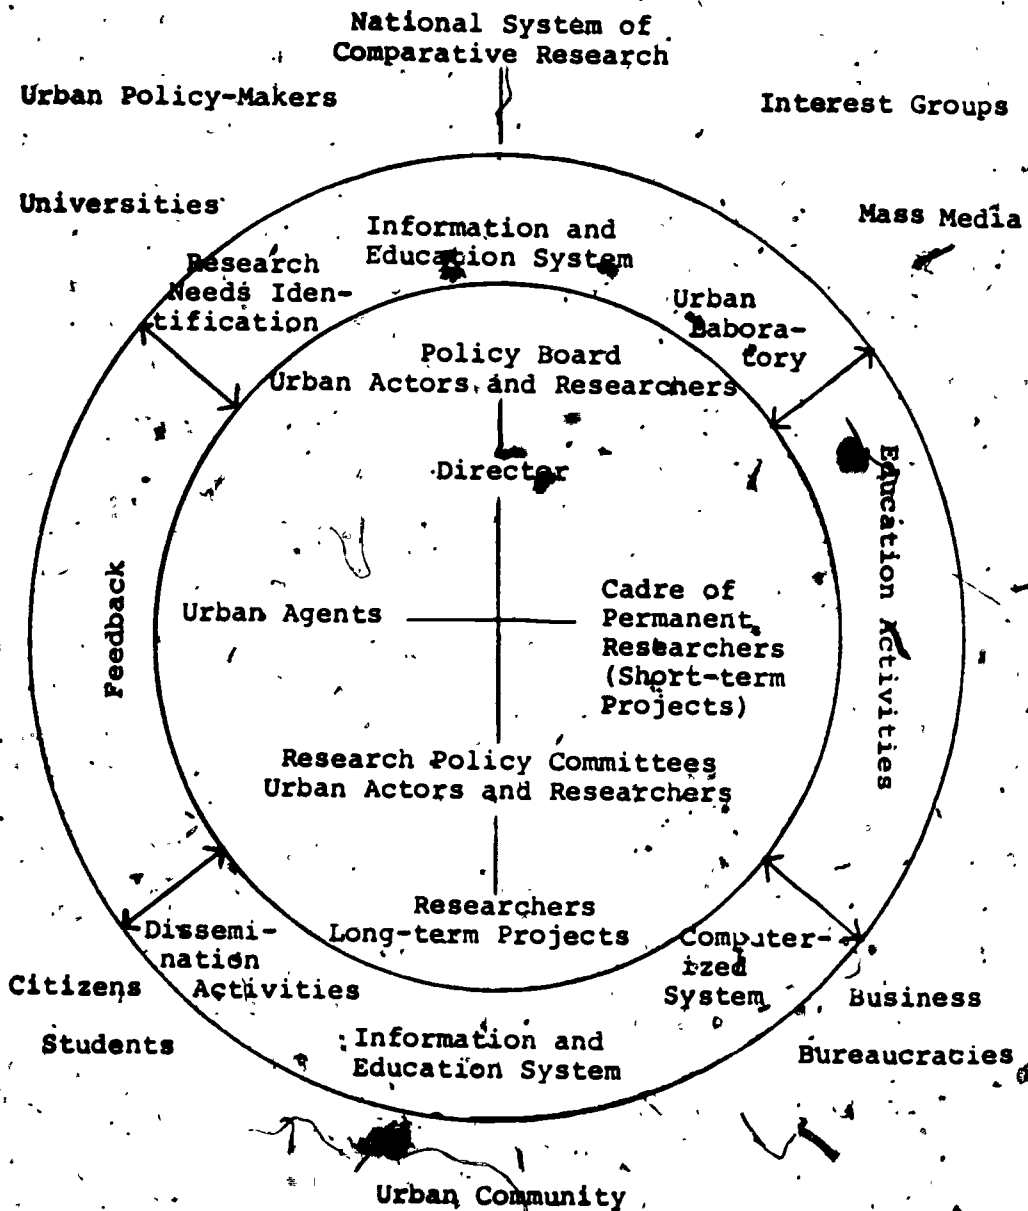 National System of
Comparative Research
Urban Policy-Makers
Interest Groups
Universities
Mass Media
Information and
Education System
Research
Needs Iden-
tification
Urban
Labora-
tory
Policy Board
Urban Actors and Researchers
Director
Education Activities
Feedback
Urban Agents
Cadre of
Permanent
Researchers
(Short-term
Projects)
Research Policy Committees
Urban Actors and Researchers
Researchers
Long-term Projects
Dissemi-
nation
Activities
Computer-
ized
System
Citizens
Students
Business
Bureaucracies
Information and
Education System
Urban Community